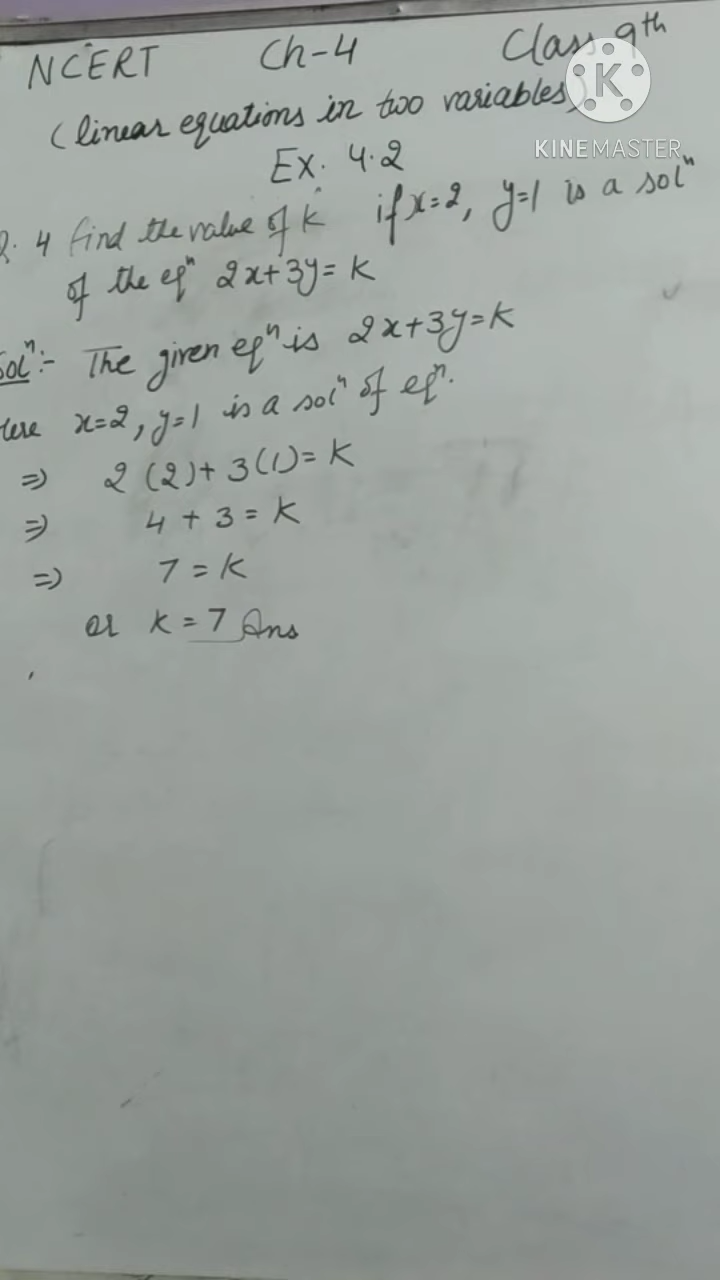 NCERT Ch-4 Class 9th
(linear equations in two variables)
KINEMASTER
Ex. 4.2
Q. 4 find the value of k if x=2, y=1 is a solⁿ
of the eqⁿ 2x+3y=K
Solⁿ:- The given eqⁿ is 2x+3y=K
Here x=2, y=1 is a solⁿ of eqⁿ.
⇒ 2(2)+3(1)=K
⇒ 4+3=K
⇒ 7=K
or K=7 Ans